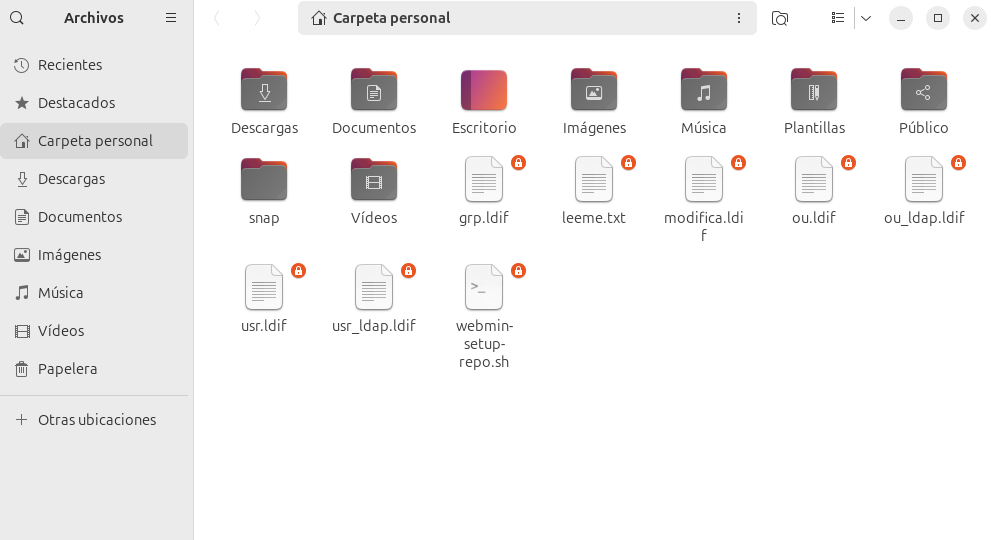 Archivos
Carpeta personal
Recientes
Destacados
Carpeta personal
Descargas
Documentos
Imágenes
Música
Vídeos
Papelera
Otras ubicaciones
Descargas
Documentos
Escritorio
Imágenes
Música
Plantillas
Público
snap
Vídeos
grp.ldif
leeme.txt
modifica.ldi
f
ou.ldif
ou_ldap.ldif
usr.ldif
usr_ldap.ldif
>_
webmin-
setup-
repo.sh